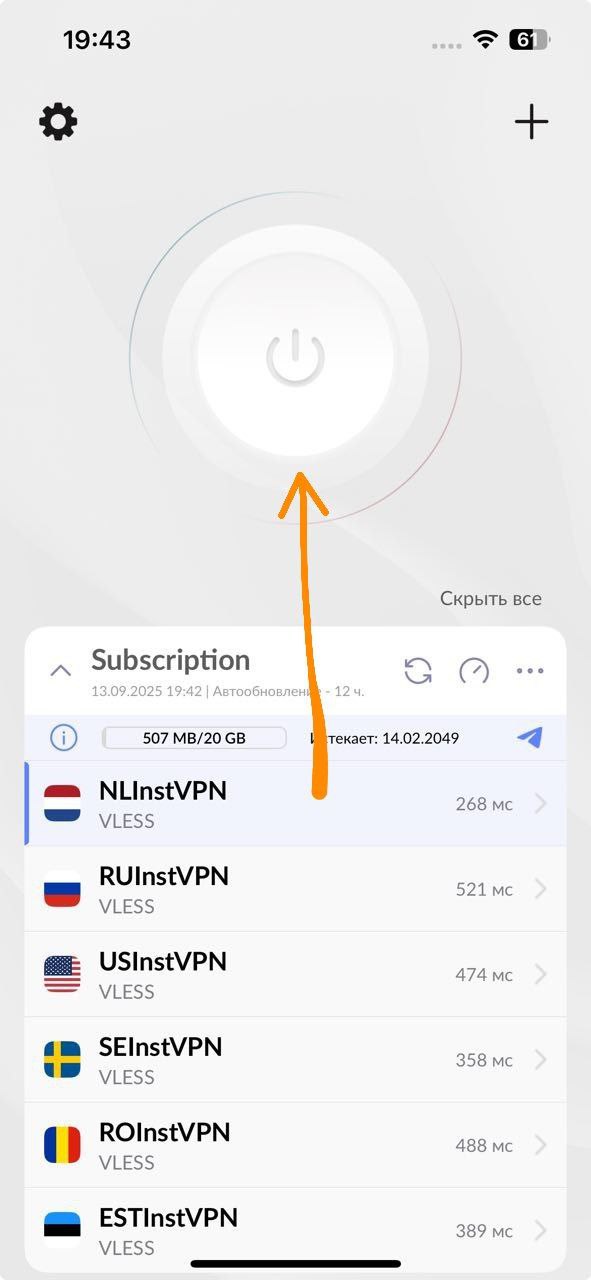 19:43
61
Скрыть все
Subscription
13.09.2025 19:42 | Автообновление - 12 ч.
507 MB/20 GB
Истекает: 14.02.2049
NLInstVPN
268 мс
VLESS
RUInstVPN
521 мс
VLESS
USInstVPN
474 мс
VLESS
SEInstVPN
358 мс
VLESS
ROInstVPN
488 мс
VLESS
ESTInstVPN
389 мс
VLESS